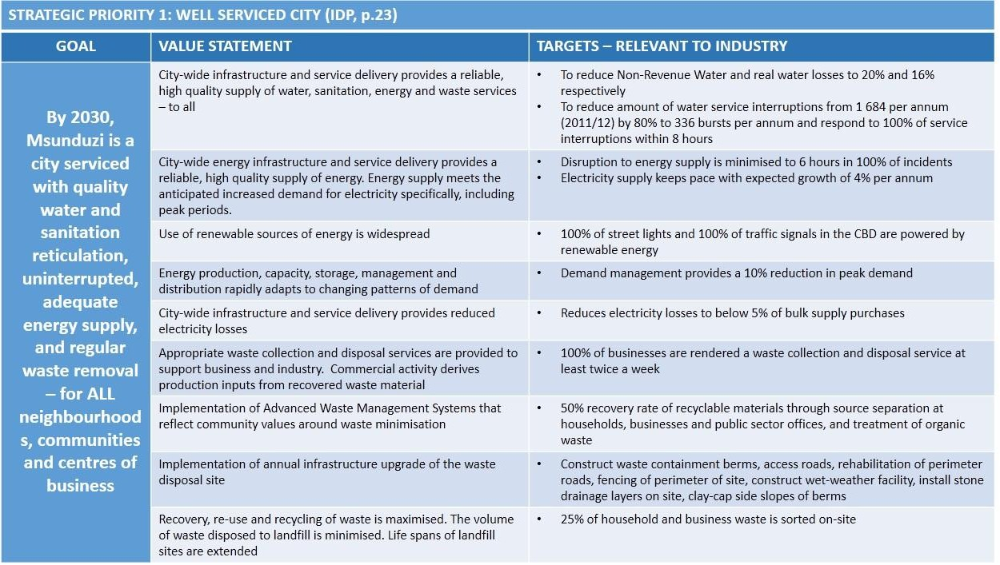 STRATEGIC PRIORITY 1: WELL SERVICED CITY (IDP, p.23)
GOAL
VALUE STATEMENT
TARGETS – RELEVANT TO INDUSTRY
By 2030,
Msunduzi is a
city serviced
with quality
water and
sanitation
reticulation,
uninterrupted,
adequate
energy supply,
and regular
waste removal
– for ALL
neighbourhood
s, communities
and centres of
business
City-wide infrastructure and service delivery provides a reliable,
high quality supply of water, sanitation, energy and waste services
– to all
• To reduce Non-Revenue Water and real water losses to 20% and 16%
respectively
• To reduce amount of water service interruptions from 1 684 per annum
(2011/12) by 80% to 336 bursts per annum and respond to 100% of service
interruptions within 8 hours
City-wide energy infrastructure and service delivery provides a
reliable, high quality supply of energy. Energy supply meets the
anticipated increased demand for electricity specifically, including
peak periods.
• Disruption to energy supply is minimised to 6 hours in 100% of incidents
• Electricity supply keeps pace with expected growth of 4% per annum
Use of renewable sources of energy is widespread
• 100% of street lights and 100% of traffic signals in the CBD are powered by
renewable energy
Energy production, capacity, storage, management and
distribution rapidly adapts to changing patterns of demand
• Demand management provides a 10% reduction in peak demand
City-wide infrastructure and service delivery provides reduced
electricity losses
• Reduces electricity losses to below 5% of bulk supply purchases
Appropriate waste collection and disposal services are provided to
support business and industry. Commercial activity derives
production inputs from recovered waste material
• 100% of businesses are rendered a waste collection and disposal service at
least twice a week
Implementation of Advanced Waste Management Systems that
reflect community values around waste minimisation
• 50% recovery rate of recyclable materials through source separation at
households, businesses and public sector offices, and treatment of organic
waste
Implementation of annual infrastructure upgrade of the waste
disposal site
• Construct waste containment berms, access roads, rehabilitation of perimeter
roads, fencing of perimeter of site, construct wet-weather facility, install stone
drainage layers on site, clay-cap side slopes of berms
Recovery, re-use and recycling of waste is maximised. The volume
of waste disposed to landfill is minimised. Life spans of landfill
sites are extended
• 25% of household and business waste is sorted on-site